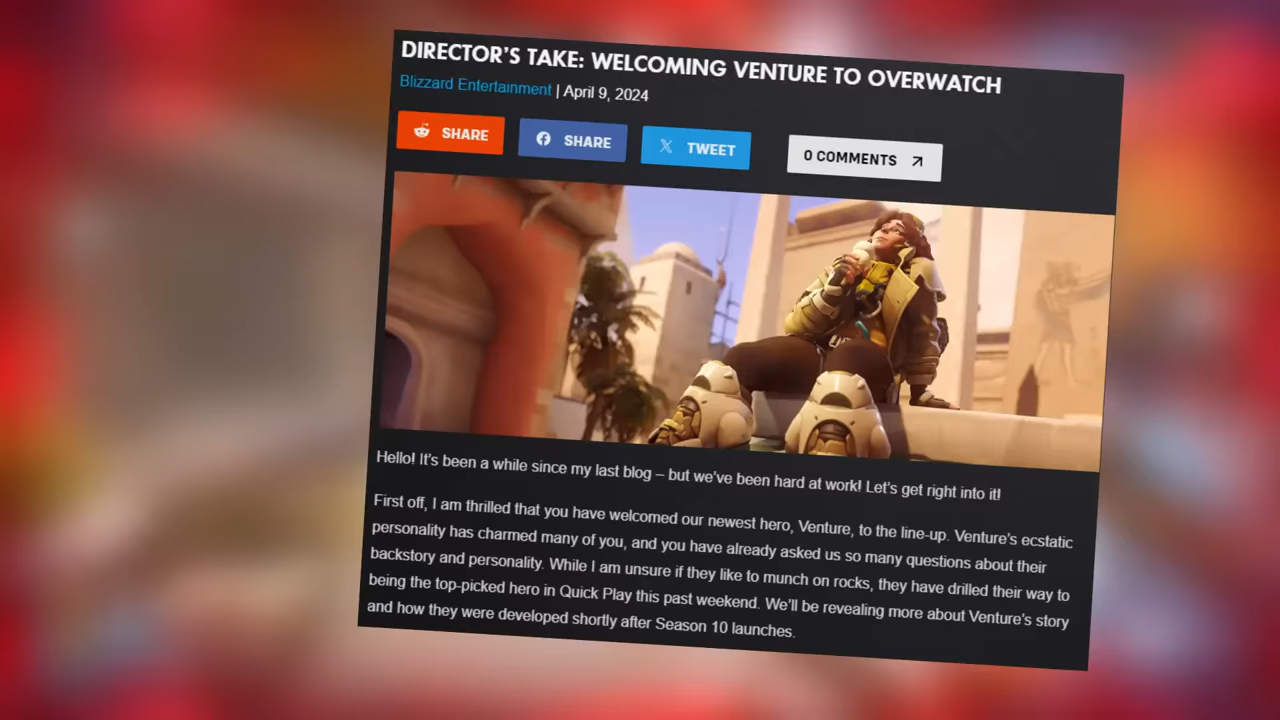 DIRECTOR'S TAKE: WELCOMING VENTURE TO OVERWATCH
Blizzard Entertainment | April 9, 2024
SHARE SHARE TWEET 0 COMMENTS
Hello! It's been a while since my last blog – but we've been hard at work! Let's get right into it!
First off, I am thrilled that you have welcomed our newest hero, Venture, to the line-up. Venture's ecstatic
personality has charmed many of you, and you have already asked us so many questions about their
backstory and personality. While I am unsure if they like to munch on rocks, they have drilled their way to
being the top-picked hero in Quick Play this past weekend. We'll be revealing more about Venture's story
and how they were developed shortly after Season 10 launches.